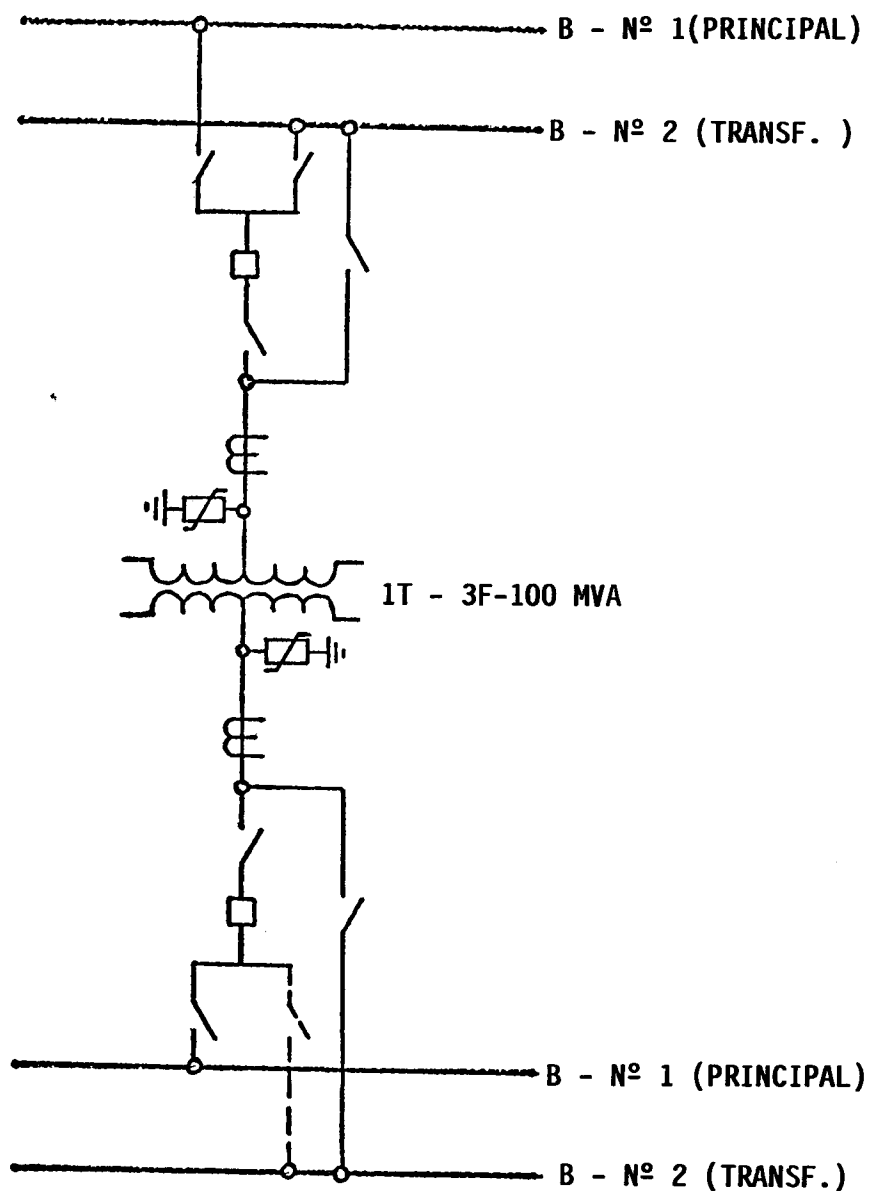 B - Nº 1(PRINCIPAL)
B - Nº 2 (TRANSF. )
1T - 3F-100 MVA
B - Nº 1 (PRINCIPAL)
B - Nº 2 (TRANSF.)